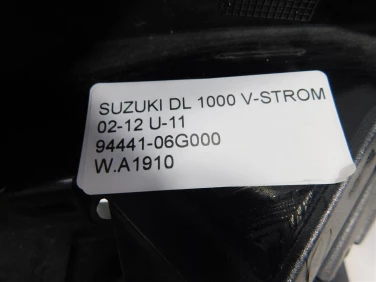 SUZUKI DL 1000 V-STROM
02-12 U-11
94441-06G000
W.A1910